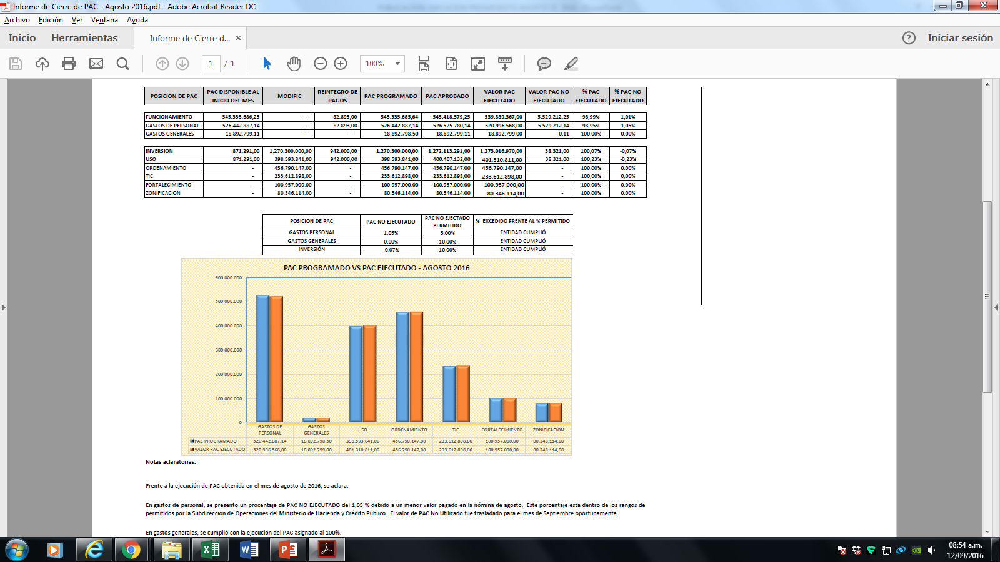 Informe de Cierre de PAC - Agosto 2016.pdf - Adobe Acrobat Reader DC
Archivo Edición Ver Ventana Ayuda
Inicio Herramientas Informe de Cierre d... × ? Iniciar sesión
1 / 1 100%
POSICION DE PAC PAC DISPONIBLE AL INICIO DEL MES MODIFIC REINTEGRO DE PAGOS PAC PROGRAMADO PAC APROBADO VALOR PAC EJECUTADO VALOR PAC NO EJECUTADO % PAC EJECUTADO % PAC NO EJECUTADO
FUNCIONAMIENTO 545.335.686,25 - 82.893,00 545.335.685,64 545.418.579,25 539.889.367,00 5.529.212,25 98,99% 1,01%
GASTOS DE PERSONAL 526.442.887,14 - 82.893,00 526.442.887,14 526.525.780,14 520.996.568,00 5.529.212,14 98,95% 1,05%
GASTOS GENERALES 18.892.799,11 - - 18.892.798,50 18.892.799,11 18.892.799,00 0,11 100,00% 0,00%
INVERSION 871.291,00 1.270.300.000,00 942.000,00 1.270.300.000,00 1.272.113.291,00 1.273.016.970,00 38.321,00 100,07% -0,07%
USO 871.291,00 398.593.841,00 942.000,00 398.593.841,00 400.407.132,00 401.310.811,00 38.321,00 100,23% -0,23%
ORDENAMIENTO - 456.790.147,00 - 456.790.147,00 456.790.147,00 456.790.147,00 - 100,00% 0,00%
TIC - 233.612.898,00 - 233.612.898,00 233.612.898,00 233.612.898,00 - 100,00% 0,00%
FORTALECIMIENTO - 100.957.000,00 - 100.957.000,00 100.957.000,00 100.957.000,00 - 100,00% 0,00%
ZONIFICACION - 80.346.114,00 - 80.346.114,00 80.346.114,00 80.346.114,00 - 100,00% 0,00%
POSICION DE PAC PAC NO EJECUTADO PAC NO EJECTADO PERMITIDO % EXCEDIDO FRENTE AL % PERMITIDO
GASTOS PERSONAL 1,05% 5,00% ENTIDAD CUMPLIÓ
GASTOS GENERALES 0,00% 10,00% ENTIDAD CUMPLIÓ
INVERSIÓN -0,07% 10,00% ENTIDAD CUMPLIÓ
PAC PROGRAMADO VS PAC EJECUTADO - AGOSTO 2016
600.000.000
500.000.000
400.000.000
300.000.000
200.000.000
100.000.000
0
GASTOS DE PERSONAL GASTOS GENERALES USO ORDENAMIENTO TIC FORTALECIMIENTO ZONIFICACION
PAC PROGRAMADO 526.442.887,14 18.892.798,50 398.593.841,00 456.790.147,00 233.612.898,00 100.957.000,00 80.346.114,00
VALOR PAC EJECUTADO 520.996.568,00 18.892.799,00 401.310.811,00 456.790.147,00 233.612.898,00 100.957.000,00 80.346.114,00
Notas aclaratorias:
Frente a la ejecución de PAC obtenida en el mes de agosto de 2016, se aclara:
En gastos de personal, se presento un procentaje de PAC NO EJECUTADO del 1,05 % debido a un menor valor pagado en la nómina de agosto. Este porcentaje esta dentro de los rangos de
permitidos por la Subdireccion de Operaciones del Ministerio de Hacienda y Crédito Público. El valor de PAC No Utilizado fue trasladado para el mes de Septiembre oportunamente.
En gastos generales, se cumplió con la ejecución del PAC asignado al 100%.
08:54 a.m.
12/09/2016